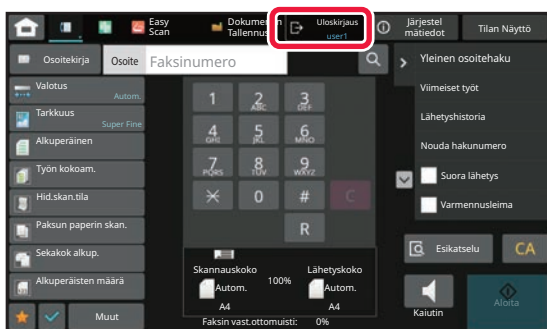 Easy
Scan
Dokumenten
Tallennus
Uloskirjaus
user1
Järjestel
mätiedot
Tilan Näyttö
Osoitekirja
Osoite
Faksinumero
Valotus
Autom.
Tarkkuus
Super Fine
Alkuperäinen
Työn kokoam.
Hid.skan.tila
Paksun paperin skan.
Sekakok alkup.
Alkuperäisten määrä
Muut
1
2 ABC
3 DEF
4 GHI
5 JKL
6 MNO
7 PQRS
8 TUV
9 WXYZ
0
#
C
R
Skannauskoko
Lähetyskoko
Autom.
100%
Autom.
A4
A4
Faksin vast.ottomuisti: 0%
Yleinen osoitehaku
Viimeiset työt
Lähetyshistoria
Nouda hakunumero
Suora lähetys
Varmennusleima
Esikatselu
CA
Kaiutin
Aloita